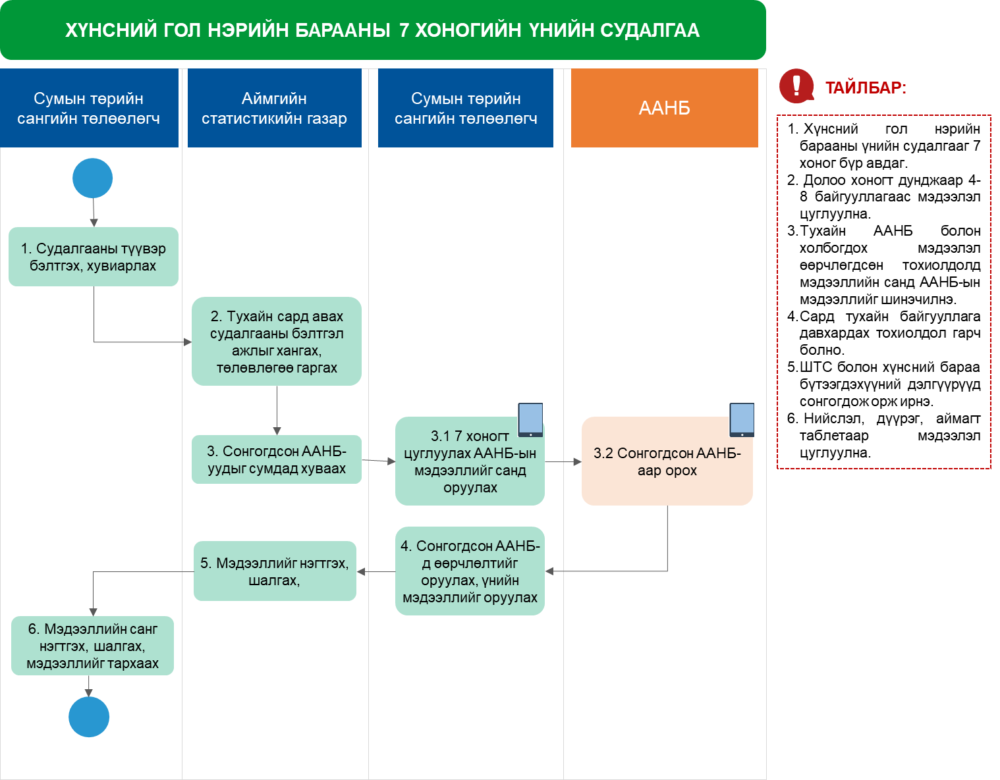 ХҮНСНИЙ ГОЛ НЭРИЙН БАРААНЫ 7 ХОНОГИЙН ҮНИЙН СУДАЛГАА
Сумын төрийн
сангийн төлөөлөгч
Аймгийн
статистикийн газар
Сумын төрийн
сангийн төлөөлөгч
ААНБ
1. Судалгааны түүвэр
бэлтгэх, хувиарлах
2. Тухайн сард авах
судалгааны бэлтгэл
ажлыг хангах,
төлөвлөгөө гаргах
3. Сонгогдсон ААНБ-
уудыг сумдад хуваах
3.1 7 хоногт
цуглуулах ААНБ-ын
мэдээллийг санд
оруулах
3.2 Сонгогдсон ААНБ-
аар орох
4. Сонгогдсон ААНБ-
д өөрчлөлтийг
оруулах, үнийн
мэдээллийг оруулах
5. Мэдээллийг нэгтгэх,
шалгах,
6. Мэдээллийн санг
нэгтгэх, шалгах,
мэдээллийг тархаах
ТАЙЛБАР:
1. Хүнсний гол нэрийн
барааны үнийн судалгааг 7
хоног бүр авдаг.
2. Долоо хоногт дунджаар 4-
8 байгууллагаас мэдээлэл
цуглуулна.
3.Тухайн ААНБ болон
холбогдох мэдээлэл
өөрчлөгдсөн тохиолдолд
мэдээллийн санд ААНБ-ын
мэдээллийг шинэчилнэ.
4.Сард тухайн байгууллага
давхардах тохиолдол гарч
болно.
5.ШТС болон хүнсний бараа
бүтээгдэхүүний дэлгүүрүүд
сонгогдож орж ирнэ.
6. Нийслэл, дүүрэг, аймагт
таблетаар мэдээлэл
цуглуулна.